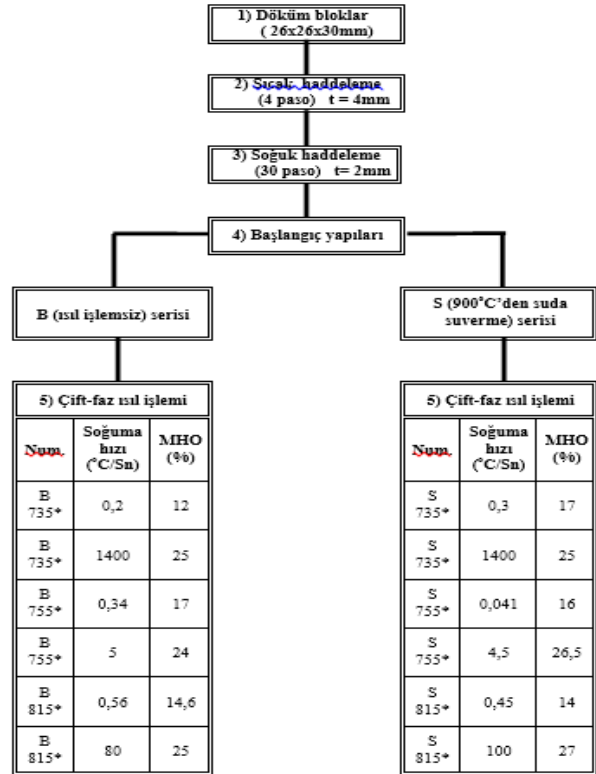 1) Döküm bloklar
( 26x26x30mm)
2) Sıcak haddeleme
(4 paso) t = 4mm
3) Soğuk haddeleme
(30 paso) t= 2mm
4) Başlangıç yapıları
B (ısıl işlemsiz) serisi
5) Çift-faz ısıl işlemi
Num.
Soğuma
hızı
(°C/Sn)
MHO
(%)
B
735*
0,2
12
B
735*
1400
25
B
755*
0,34
17
B
755*
5
24
B
815*
0,56
14,6
B
815*
80
25
S (900°C'den suda
suverme) serisi
5) Çift-faz ısıl işlemi
Num.
Soğuma
hızı
(°C/Sn)
MHO
(%)
S
735*
0,3
17
S
735*
1400
25
S
755*
0,041
16
S
755*
4,5
26,5
S
815*
0,45
14
S
815*
100
27